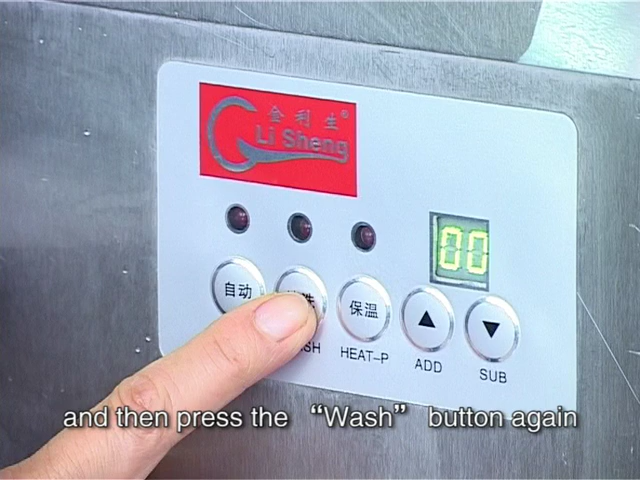 金利生®
Li Sheng
00
自动 洗 保温 ▲ ▼
SH HEAT-P ADD SUB
and then press the “Wash” button again